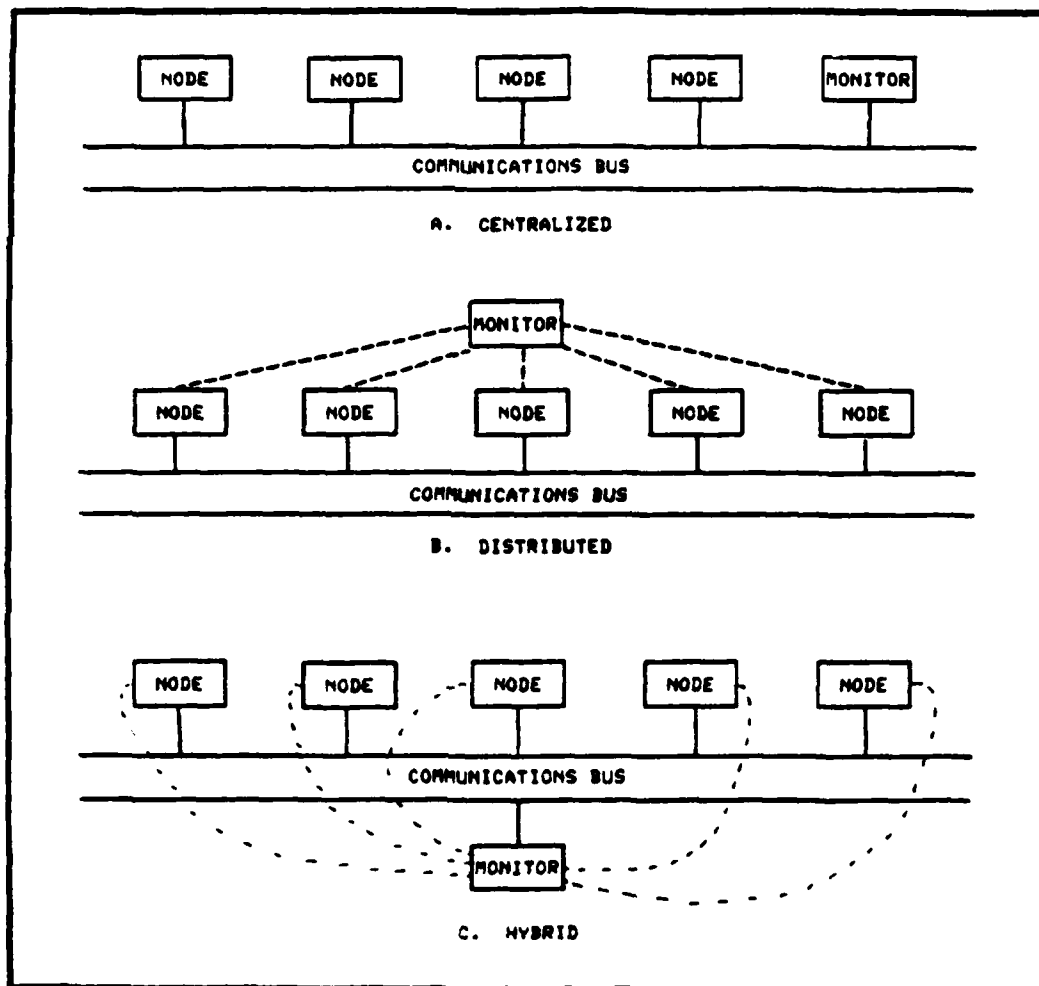 NODE NODE NODE NODE MONITOR
COMMUNICATIONS BUS
A. CENTRALIZED
MONITOR
NODE NODE NODE NODE NODE
COMMUNICATIONS BUS
B. DISTRIBUTED
NODE NODE NODE NODE NODE
COMMUNICATIONS BUS
MONITOR
C. HYBRID